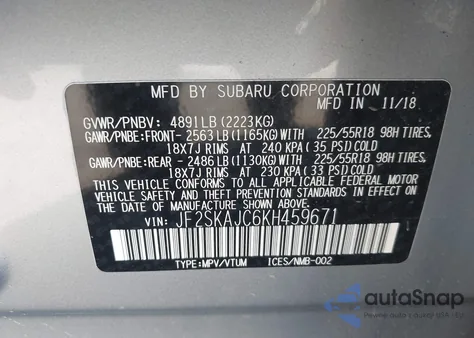 MFD BY SUBARU CORPORATION
MFD IN 11/18
GVWR/PNBV: 4891LB (2223KG)
GAWR/PNBE:FRONT- 2563LB (1165KG)WITH 225/55R18 98H TIRES,
18X7J RIMS AT 240 KPA (35 PSI)COLD
GAWR/PNBE:REAR - 2486LB (1130KG)WITH 225/55R18 98H TIRES,
18X7J RIMS AT 230 KPA (33 PSI)COLD
THIS VEHICLE CONFORMS TO ALL APPLICABLE FEDERAL MOTOR
VEHICLE SAFETY, BUMPER, AND THEFT PREVENTION STANDARDS
IN EFFECT ON THE DATE OF MANUFACTURE SHOWN ABOVE.
VIN: JF2SKAJC6KH459671
TYPE:MPV/VTUM ICES/NMB-002
autoSnap